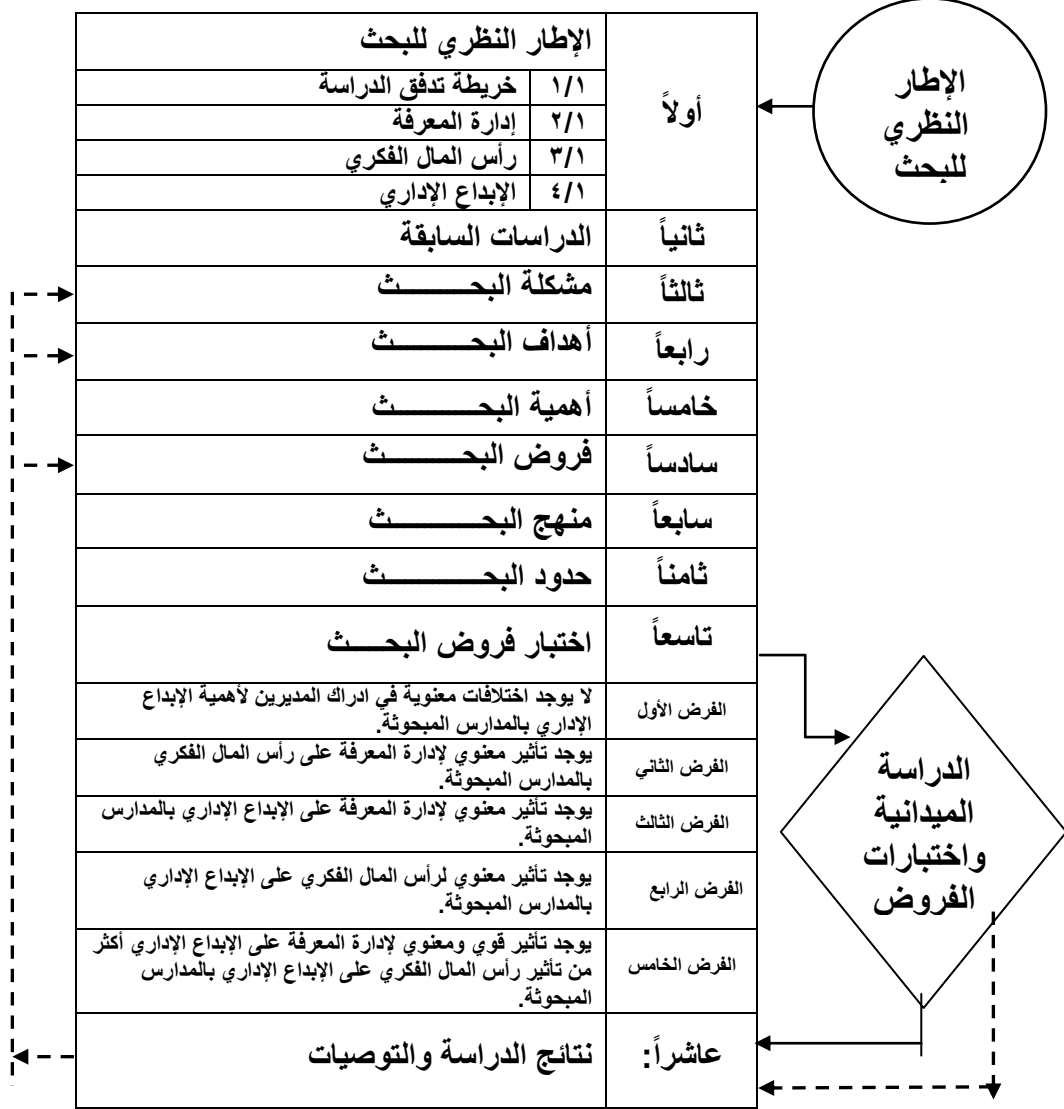 الإطار
النظري
للبحث
أولاً
الإطار النظري للبحث
١/١ خريطة تدفق الدراسة
٢/١ إدارة المعرفة
٣/١ رأس المال الفكري
٤/١ الإبداع الإداري
ثانياً الدراسات السابقة
ثالثاً مشكلة البحـــــــــث
رابعاً أهداف البحـــــــــــث
خامساً أهمية البحـــــــــــث
سادساً فروض البحـــــــــــث
سابعاً منهج البحـــــــــــث
ثامناً حدود البحـــــــــــــث
تاسعاً اختبار فروض البحـــــث
الفرض الأول
لا يوجد اختلافات معنوية في ادراك المديرين لأهمية الإبداع
الإداري بالمدارس المبحوثة.
الفرض الثاني
يوجد تأثير معنوي لإدارة المعرفة على رأس المال الفكري
بالمدارس المبحوثة.
الفرض الثالث
يوجد تأثير معنوي لإدارة المعرفة على الإبداع الإداري بالمدارس
المبحوثة.
الفرض الرابع
يوجد تأثير معنوي لرأس المال الفكري على الإبداع الإداري
بالمدارس المبحوثة.
الفرض الخامس
يوجد تأثير قوي ومعنوي لإدارة المعرفة على الإبداع الإداري أكثر
من تأثير رأس المال الفكري على الإبداع الإداري بالمدارس
المبحوثة.
عاشراً: نتائج الدراسة والتوصيات
الدراسة
الميدانية
واختبارات
الفروض